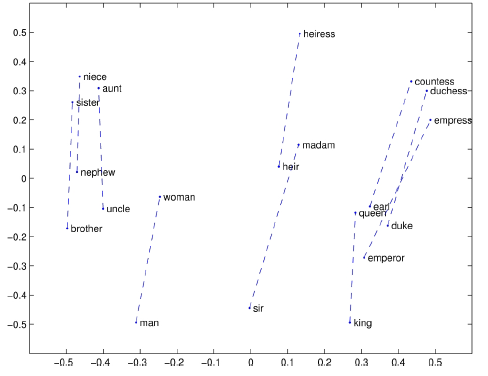 0.5
0.4
0.3
0.2
0.1
0
−0.1
−0.2
−0.3
−0.4
−0.5
heiress
niece
aunt
countess
duchess
sister
empress
madam
heir
nephew
woman
earl
uncle
queen
brother
duke
emperor
sir
man
king
−0.5 −0.4 −0.3 −0.2 −0.1 0 0.1 0.2 0.3 0.4 0.5